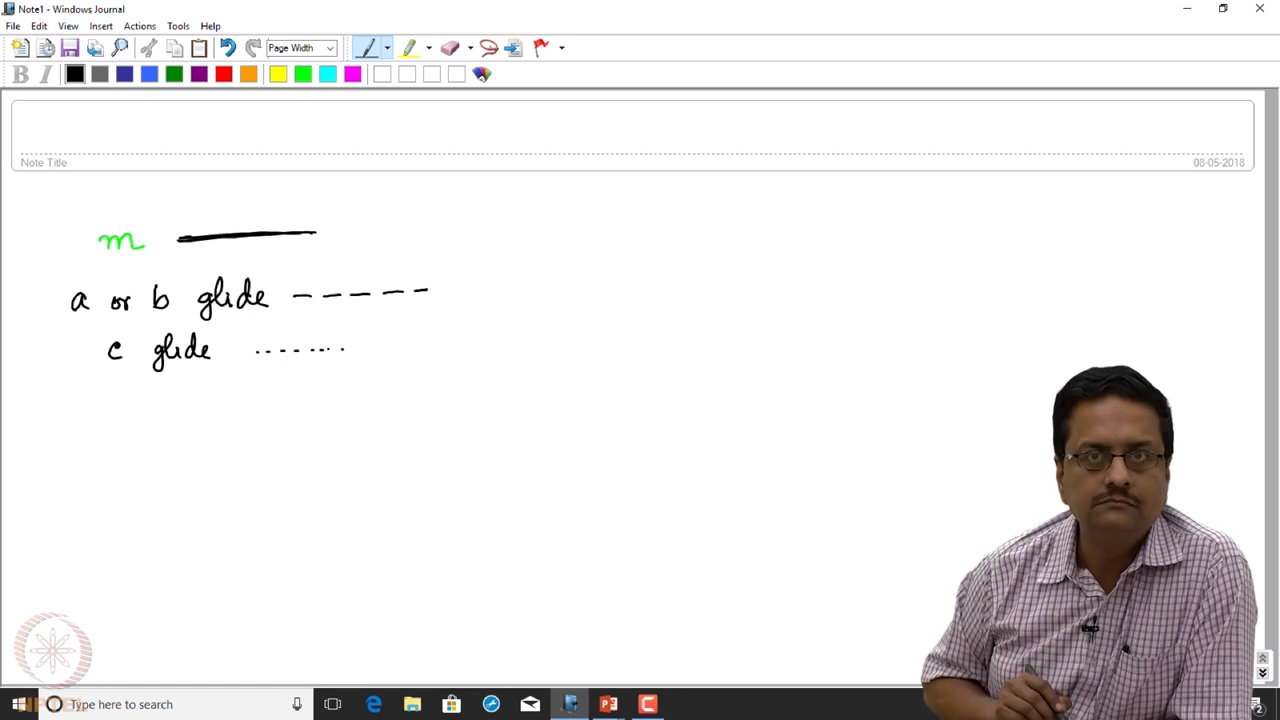 Note1 - Windows Journal
File Edit View Insert Actions Tools Help
Page Width
B I
Note Title
08-05-2018
m
a or b glide
c glide
Type here to search
2